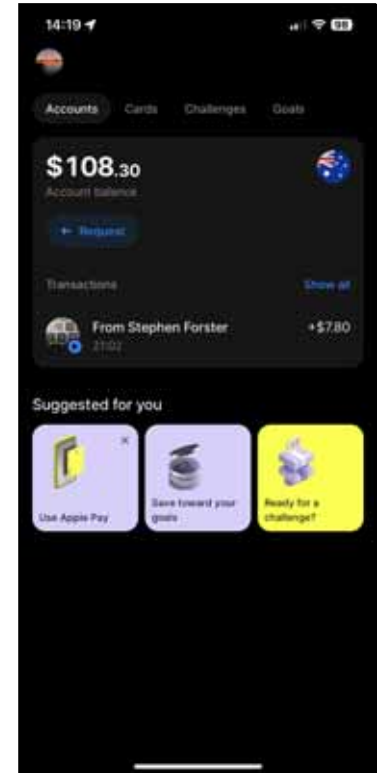 14:19
98
Accounts Cards Challenges Goals
$108.30
Account balance
← Request
Transactions Show all
From Stephen Forster +$7.80
21:02
Suggested for you
Use Apple Pay
Save toward your
goals
Ready for a
challenge?